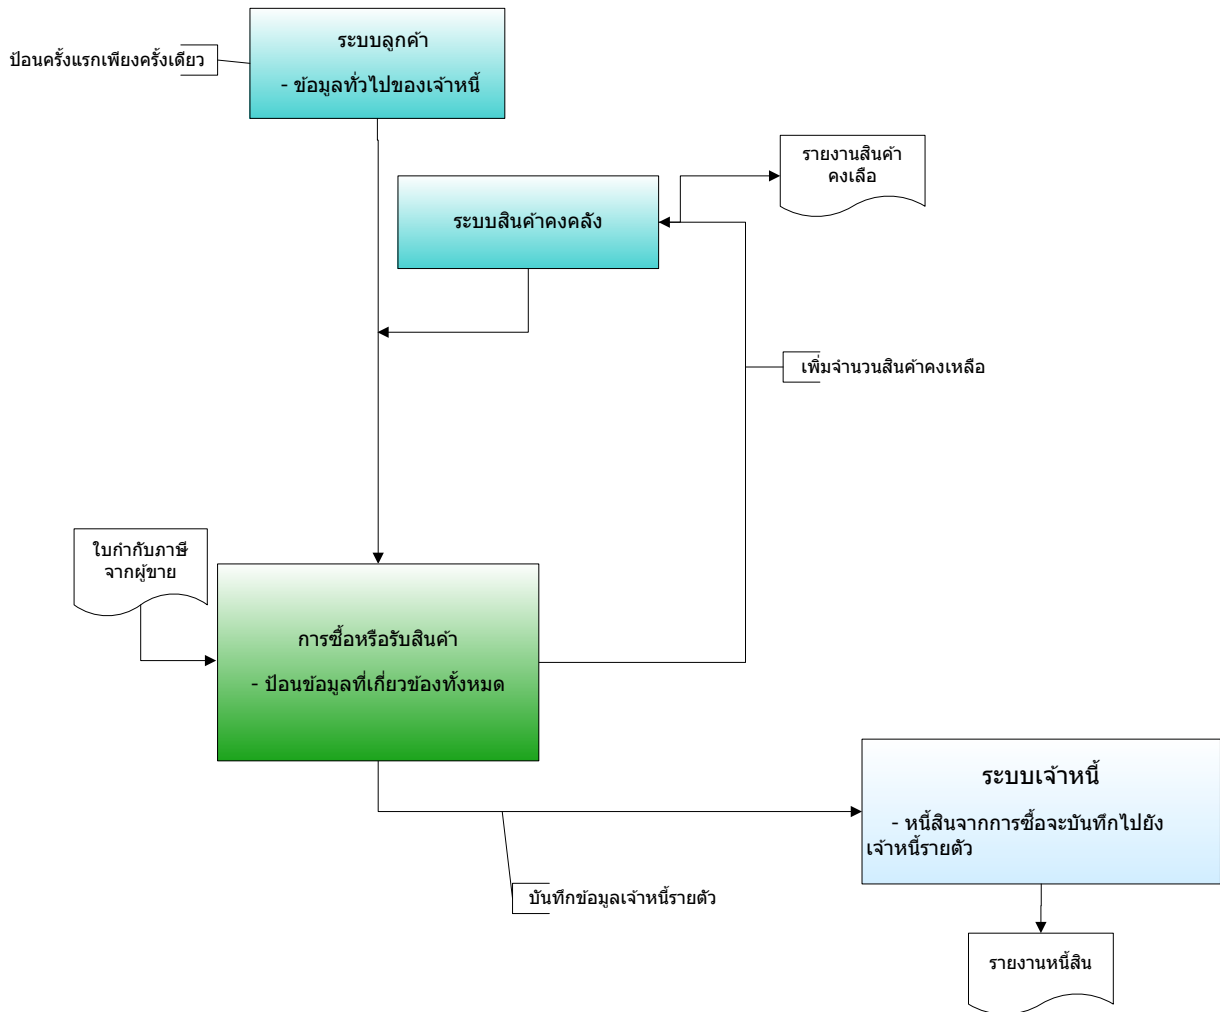 ระบบลูกค้า
- ข้อมูลทั่วไปของเจ้าหนี้
ป้อนครั้งแรกเพียงครั้งเดียว
รายงานสินค้า
คงเลือ
ระบบสินค้าคงคลัง
เพิ่มจำนวนสินค้าคงเหลือ
ใบกำกับภาษี
จากผู้ขาย
การซื้อหรือรับสินค้า
- ป้อนข้อมูลที่เกี่ยวข้องทั้งหมด
ระบบเจ้าหนี้
- หนี้สินจากการซื้อจะบันทึกไปยัง
เจ้าหนี้รายตัว
บันทึกข้อมูลเจ้าหนี้รายตัว
รายงานหนี้สิน